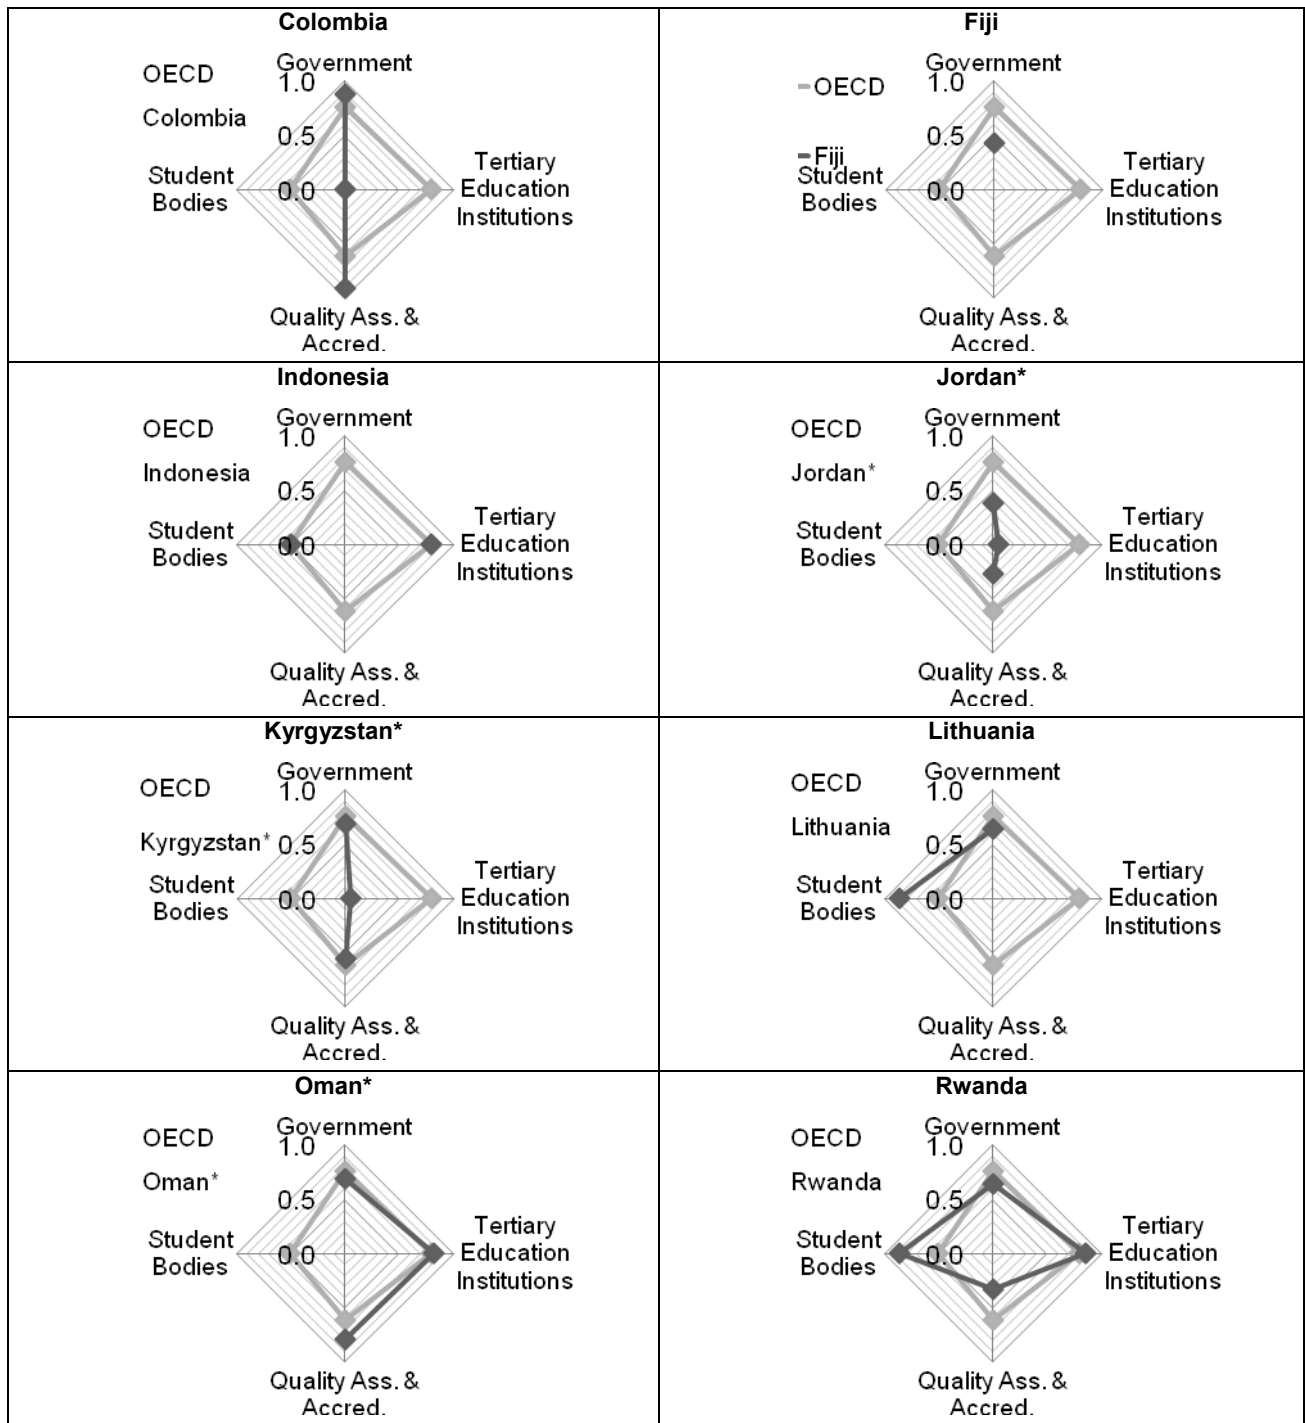 Colombia
OECD
Colombia
Government
1.0
0.5
0.0
Student
Bodies
Tertiary
Education
Institutions
Quality Ass. &
Accred.
Fiji
OECD
Fiji
Government
1.0
0.5
0.0
Student
Bodies
Tertiary
Education
Institutions
Quality Ass. &
Accred.
Indonesia
OECD
Indonesia
Government
1.0
0.5
0.0
Student
Bodies
Tertiary
Education
Institutions
Quality Ass. &
Accred.
Jordan*
OECD
Jordan*
Government
1.0
0.5
0.0
Student
Bodies
Tertiary
Education
Institutions
Quality Ass. &
Accred.
Kyrgyzstan*
OECD
Kyrgyzstan*
Government
1.0
0.5
0.0
Student
Bodies
Tertiary
Education
Institutions
Quality Ass. &
Accred.
Lithuania
OECD
Lithuania
Government
1.0
0.5
0.0
Student
Bodies
Tertiary
Education
Institutions
Quality Ass. &
Accred.
Oman*
OECD
Oman*
Government
1.0
0.5
0.0
Student
Bodies
Tertiary
Education
Institutions
Quality Ass. &
Accred.
Rwanda
OECD
Rwanda
Government
1.0
0.5
0.0
Student
Bodies
Tertiary
Education
Institutions
Quality Ass. &
Accred.